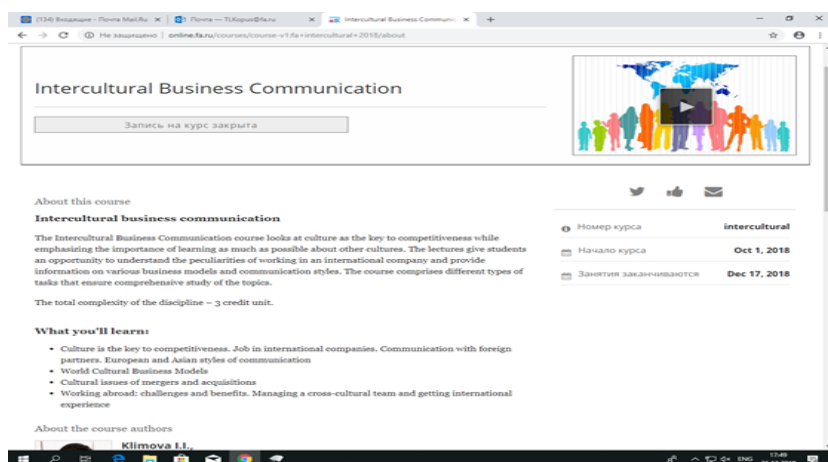 (134) Входящие - Почта Mail.Ru
Почта — TLKopus@fa.ru
Intercultural Business Communi
Не защищено | online.fa.ru/courses/course-v1:fa+intercultural+2018/about
Intercultural Business Communication
Запись на курс закрыта
About this course
Intercultural business communication
The Intercultural Business Communication course looks at culture as the key to competitiveness while
emphasizing the importance of learning as much as possible about other cultures. The lectures give students
an opportunity to understand the peculiarities of working in an international company and provide
information on various business models and communication styles. The course comprises different types of
tasks that ensure comprehensive study of the topics.
The total complexity of the discipline – 3 credit unit.
What you'll learn:
Culture is the key to competitiveness. Job in international companies. Communication with foreign
partners. European and Asian styles of communication
World Cultural Business Models
Cultural issues of mergers and acquisitions
Working abroad: challenges and benefits. Managing a cross-cultural team and getting international
experience
About the course authors
Klimova I.I.,
Номер курса intercultural
Начало курса Oct 1, 2018
Занятия заканчиваются Dec 17, 2018
ENG
17:49